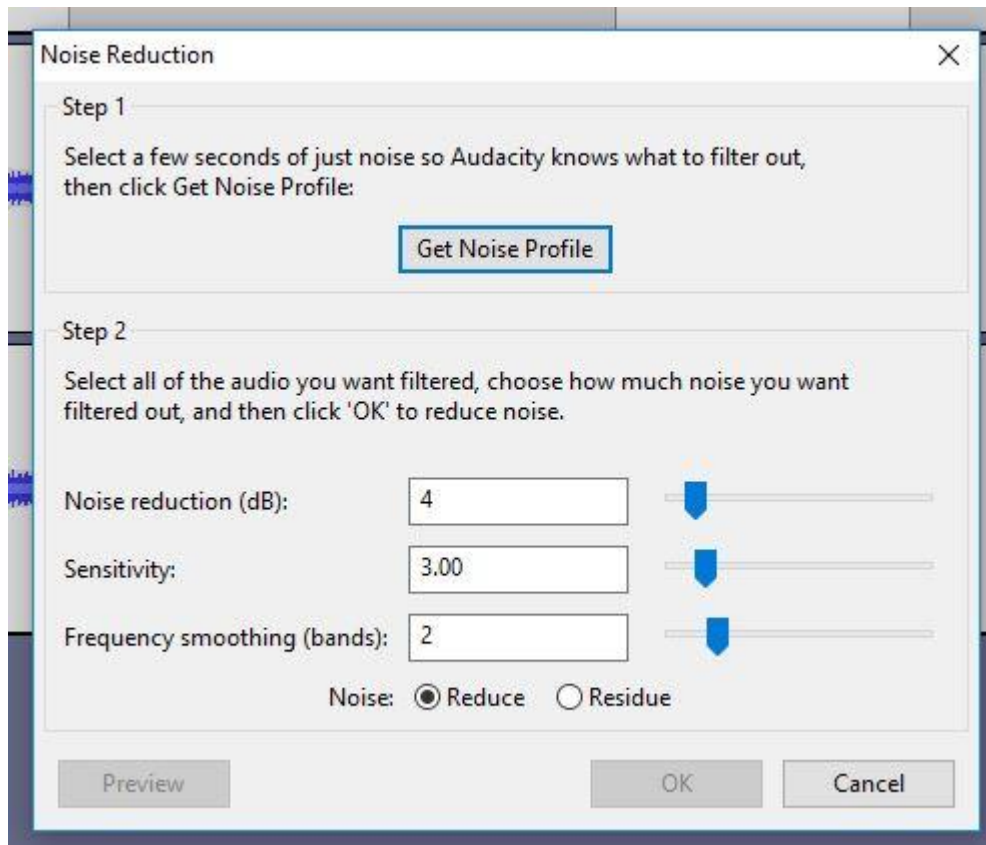 Noise Reduction
Step 1
Select a few seconds of just noise so Audacity knows what to filter out,
then click Get Noise Profile:
Get Noise Profile
Step 2
Select all of the audio you want filtered, choose how much noise you want
filtered out, and then click 'OK' to reduce noise.
Noise reduction (dB): 4
Sensitivity: 3.00
Frequency smoothing (bands): 2
Noise: Reduce Residue
Preview OK Cancel